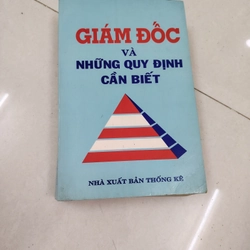 GIÁM ĐỐC
VÀ
NHỮNG QUY ĐỊNH
CẦN BIẾT
NHÀ XUẤT BẢN THỐNG KÊ